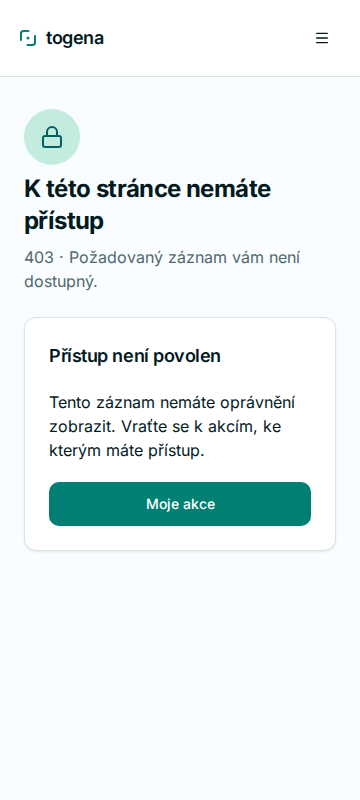 togena
K této stránce nemáte
přístup
403 · Požadovaný záznam vám není
dostupný.
Přístup není povolen
Tento záznam nemáte oprávnění
zobrazit. Vraťte se k akcím, ke
kterým máte přístup.
Moje akce